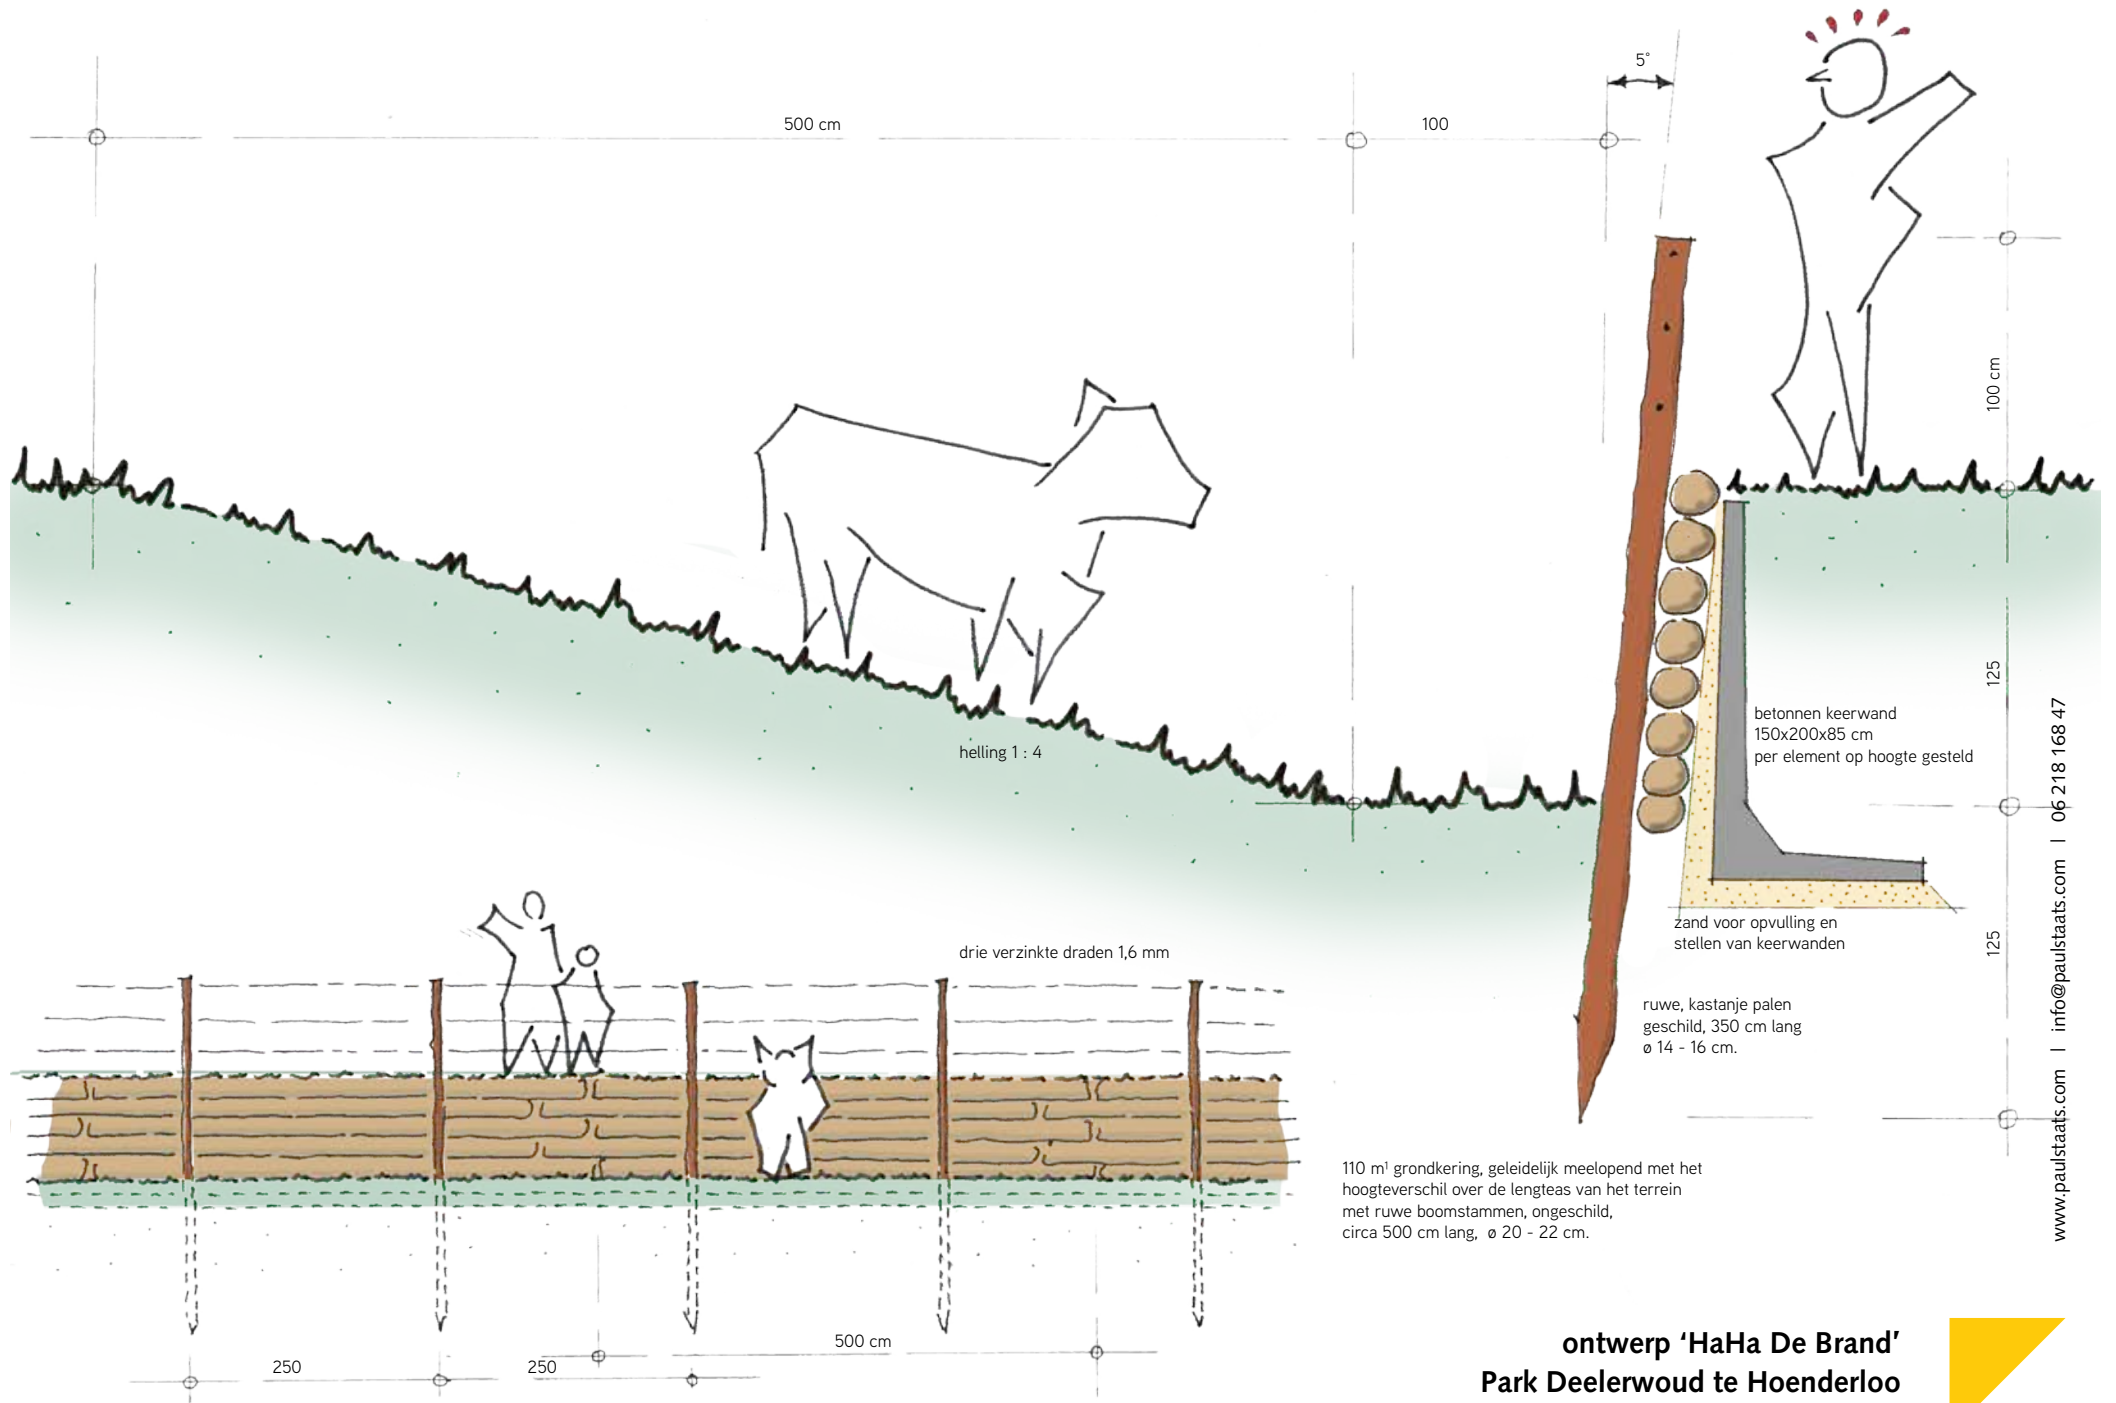 5°
500 cm
100
100 cm
125
125
helling 1 : 4
betonnen keerwand
150x200x85 cm
per element op hoogte gesteld
zand voor opvulling en
stellen van keerwanden
drie verzinkte draden 1,6 mm
ruwe, kastanje palen
geschild, 350 cm lang
ø 14 - 16 cm.
110 m¹ grondkering, geleidelijk meelopend met het
hoogteverschil over de lengteas van het terrein
met ruwe boomstammen, ongeschild,
circa 500 cm lang, ø 20 - 22 cm.
500 cm
250
250
www.paulstaats.com | info@paulstaats.com | 06 218 168 47
ontwerp ‘HaHa De Brand’
Park Deelerwoud te Hoenderloo